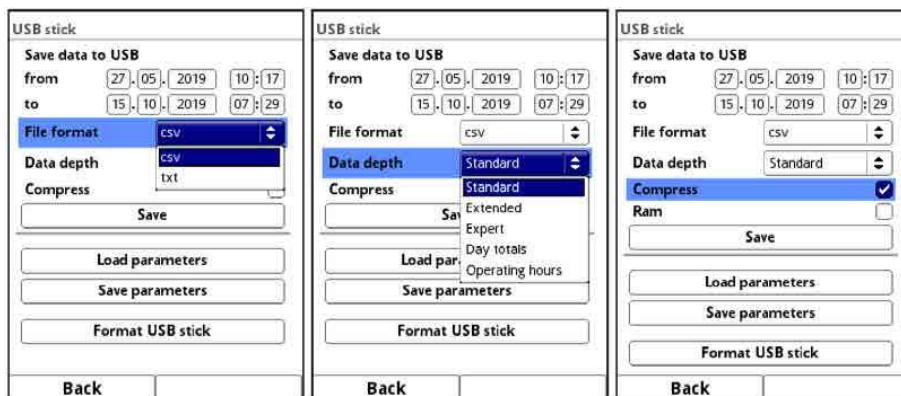 USB stick
Save data to USB
from 27.05.2019 10:17
to 15.10.2019 07:29
File format csv
csv
Data depth
txt
Compress
Save
Load parameters
Save parameters
Format USB stick
Back
USB stick
Save data to USB
from 27.05.2019 10:17
to 15.10.2019 07:29
File format csv
Data depth Standard
Compress Standard
Extended
Sav
Expert
Day totals
Load par
Operating hours
Save parameters
Format USB stick
Back
USB stick
Save data to USB
from 27.05.2019 10:17
to 15.10.2019 07:29
File format csv
Data depth Standard
Compress
Ram
Save
Load parameters
Save parameters
Format USB stick
Back